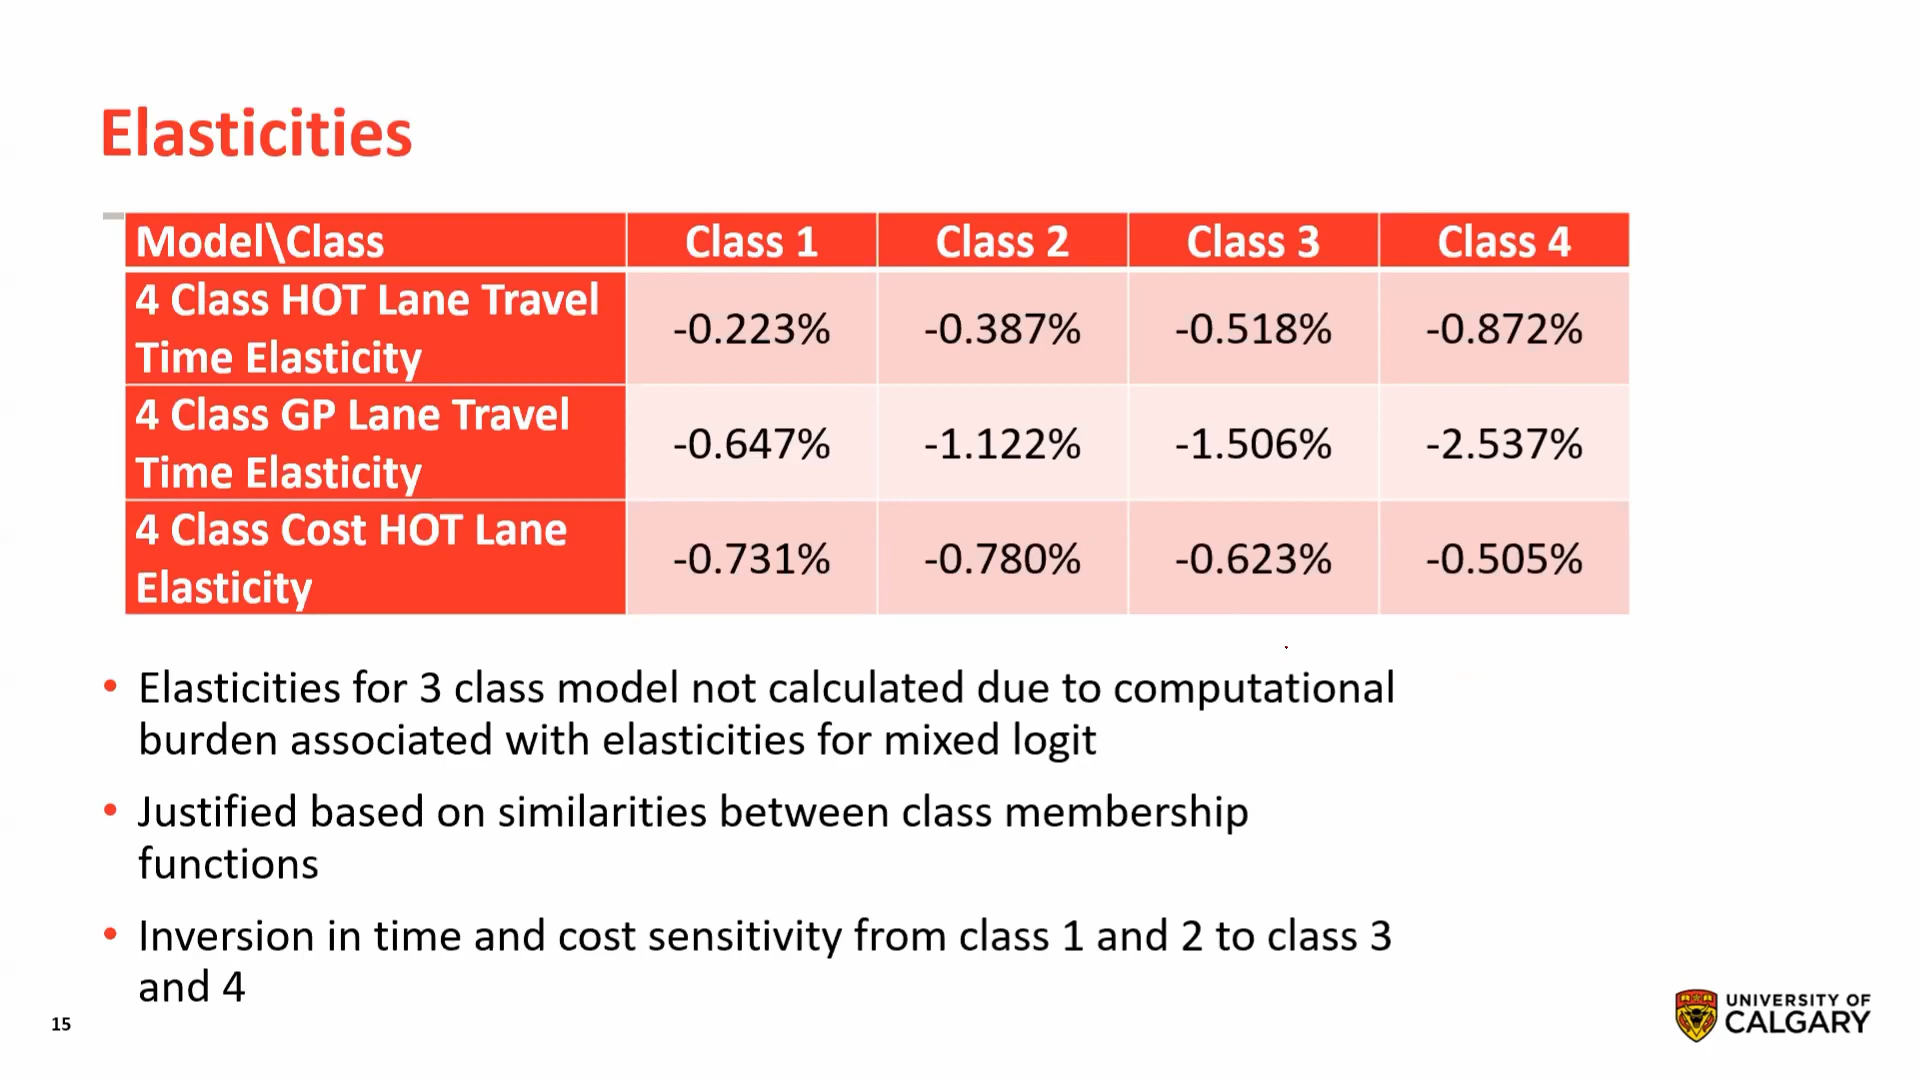 Elasticities
Model\Class Class 1 Class 2 Class 3 Class 4
4 Class HOT Lane Travel
Time Elasticity
-0.223% -0.387% -0.518% -0.872%
4 Class GP Lane Travel
Time Elasticity
-0.647% -1.122% -1.506% -2.537%
4 Class Cost HOT Lane
Elasticity
-0.731% -0.780% -0.623% -0.505%
• Elasticities for 3 class model not calculated due to computational
burden associated with elasticities for mixed logit
• Justified based on similarities between class membership
functions
• Inversion in time and cost sensitivity from class 1 and 2 to class 3
and 4
15
UNIVERSITY OF
CALGARY